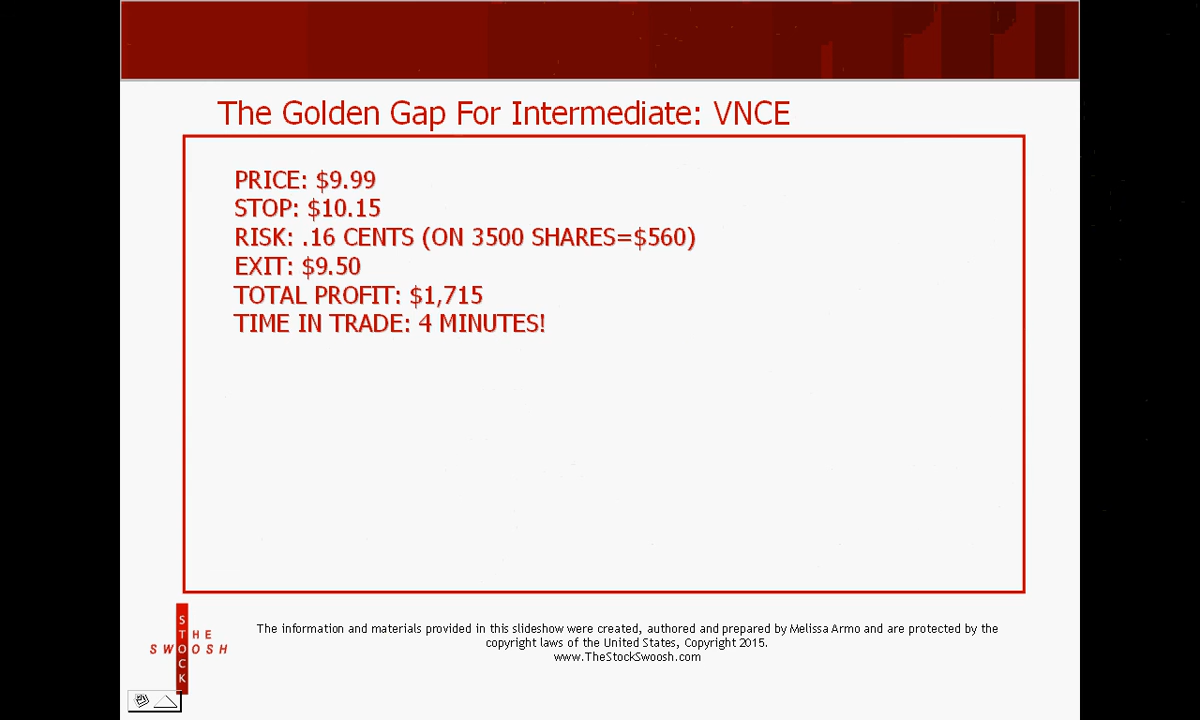 The Golden Gap For Intermediate: VNCE
PRICE: $9.99
STOP: $10.15
RISK: .16 CENTS (ON 3500 SHARES=$560)
EXIT: $9.50
TOTAL PROFIT: $1,715
TIME IN TRADE: 4 MINUTES!
THE
STOCK
SWOOSH
The information and materials provided in this slideshow were created, authored and prepared by Melissa Armo and are protected by the
copyright laws of the United States, Copyright 2015.
www.TheStockSwoosh.com